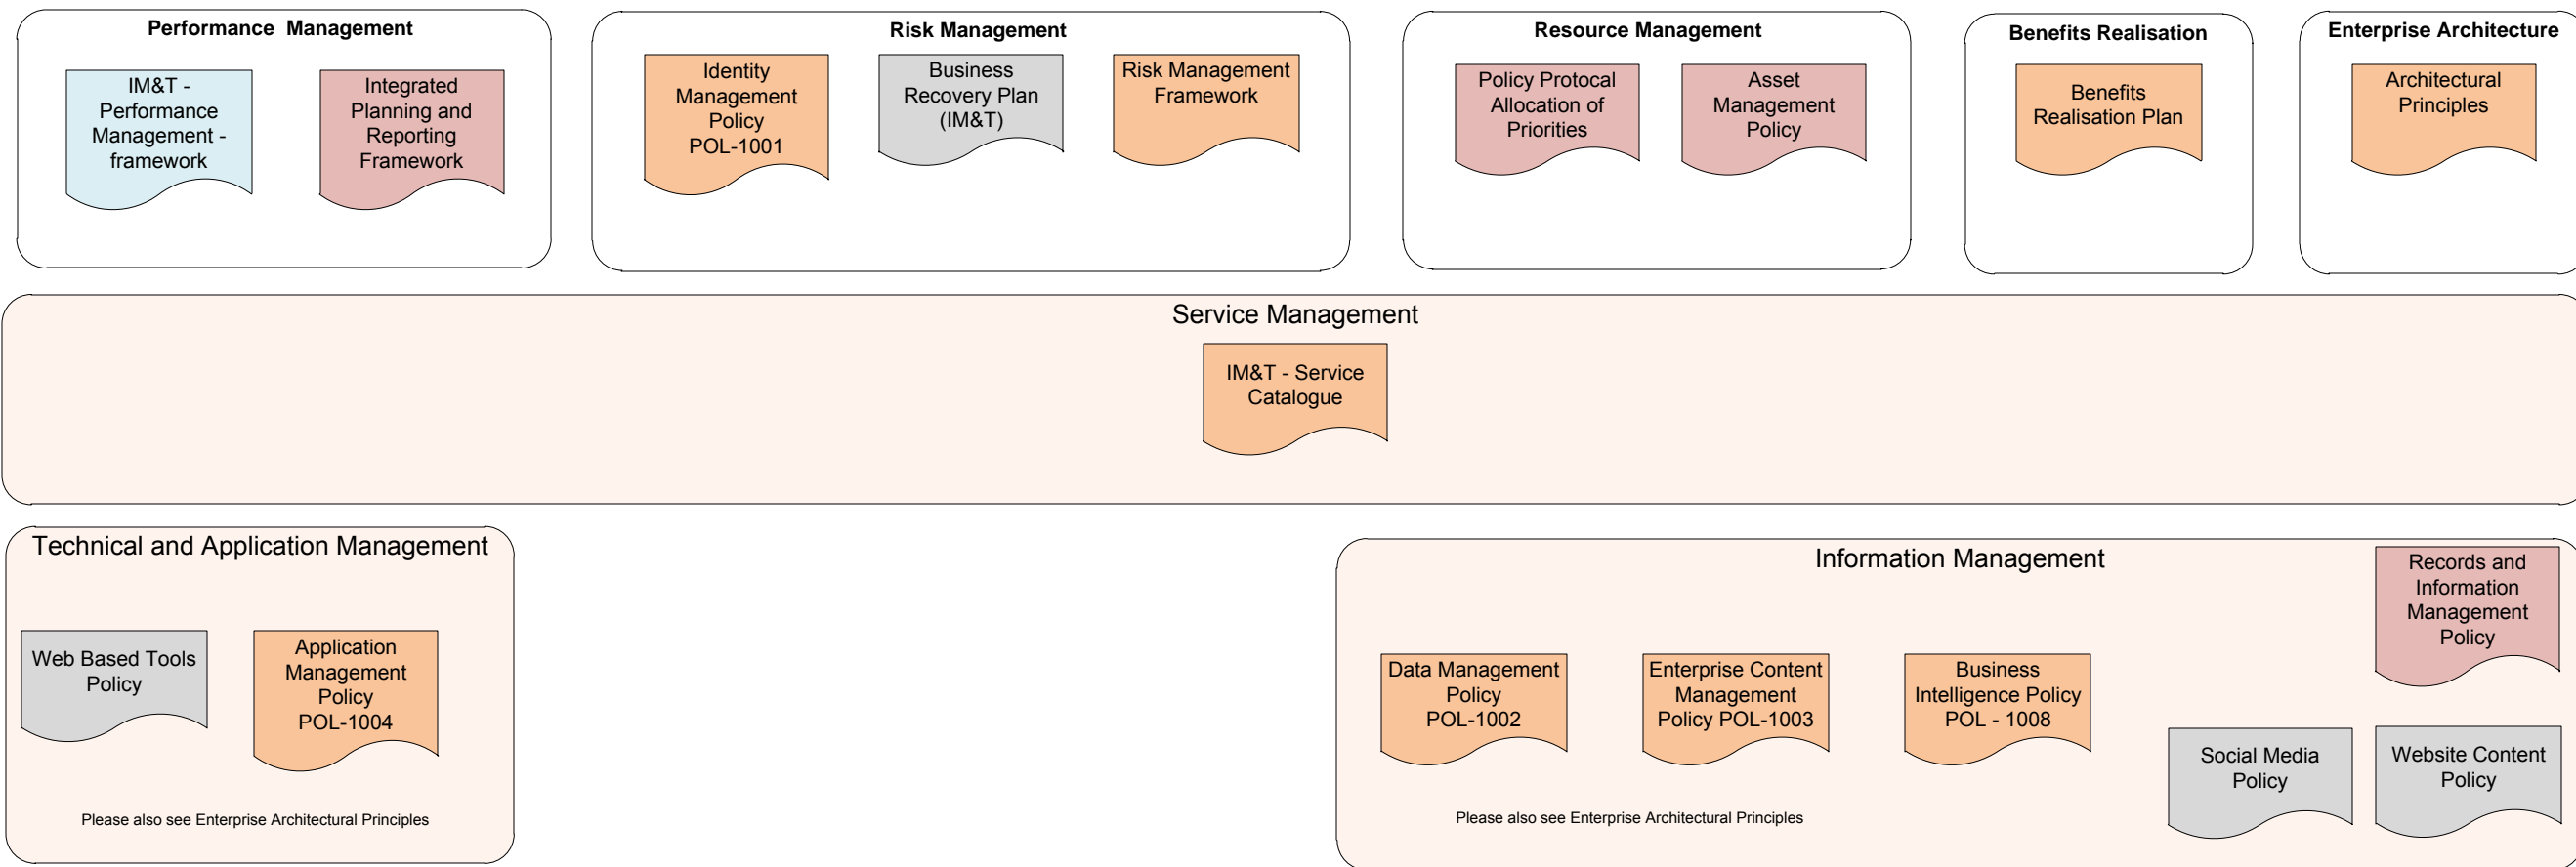 Performance  Management
IM&T -
Performance
Management -
framework
Integrated
Planning and
Reporting
Framework
Risk Management
Identity
Management
Policy
POL-1001
Business
Recovery Plan
(IM&T)
Risk Management
Framework
Resource Management
Policy Protocal
Allocation of
Priorities
Asset
Management
Policy
Benefits Realisation
Benefits
Realisation Plan
Enterprise Architecture
Architectural
Principles
Service Management
IM&T - Service
Catalogue
Technical and Application Management
Web Based Tools
Policy
Application
Management
Policy
POL-1004
Please also see Enterprise Architectural Principles
Information Management
Records and
Information
Management
Policy
Data Management
Policy
POL-1002
Enterprise Content
Management
Policy POL-1003
Business
Intelligence Policy
POL - 1008
Social Media
Policy
Website Content
Policy
Please also see Enterprise Architectural Principles